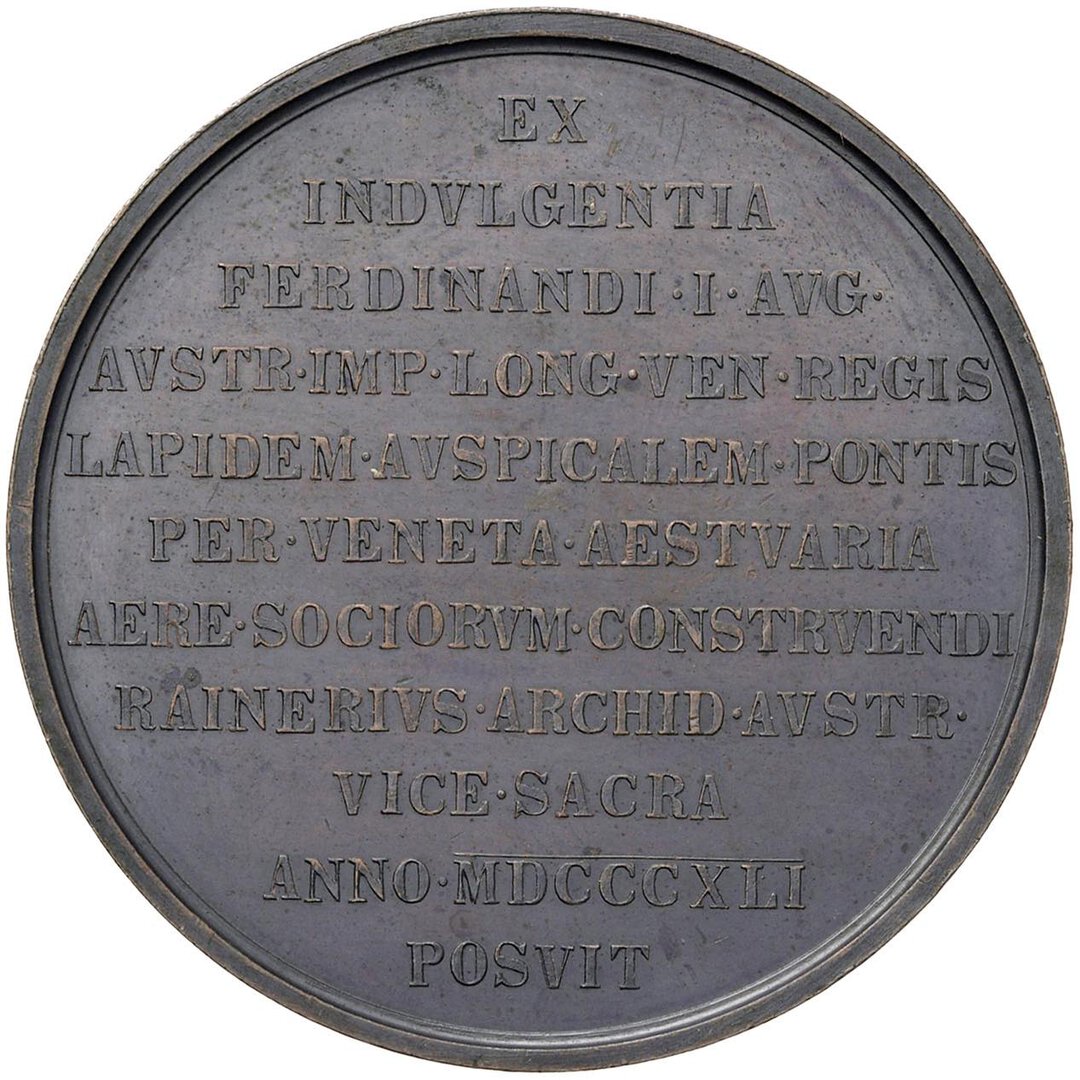 EX
INDVLGENTIA
FERDINANDI·I·AVG·
AVSTR·IMP·LONG·VEN·REGIS
LAPIDEM·AVSPICALEM·PONTIS
PER·VENETA·AESTVARIA
AERE·SOCIORVM·CONSTRVENDI
RAINERIVS·ARCHID·AVSTR·
VICE·SACRA
ANNO·MDCCCXLI
POSVIT